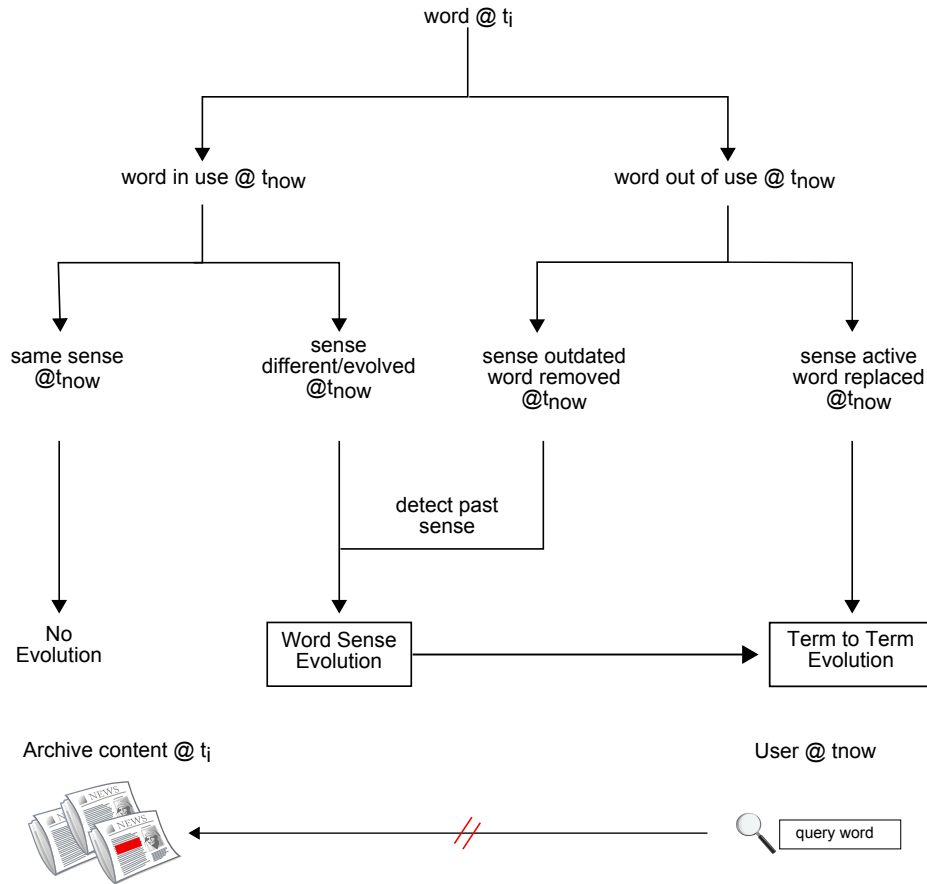 word @ ti
word in use @ tnow
word out of use @ tnow
same sense
@tnow
sense
different/evolved
@tnow
sense outdated
word removed
@tnow
sense active
word replaced
@tnow
detect past
sense
No
Evolution
Word Sense
Evolution
Term to Term
Evolution
Archive content @ ti
User @ tnow
NEWS
NEWS
query word